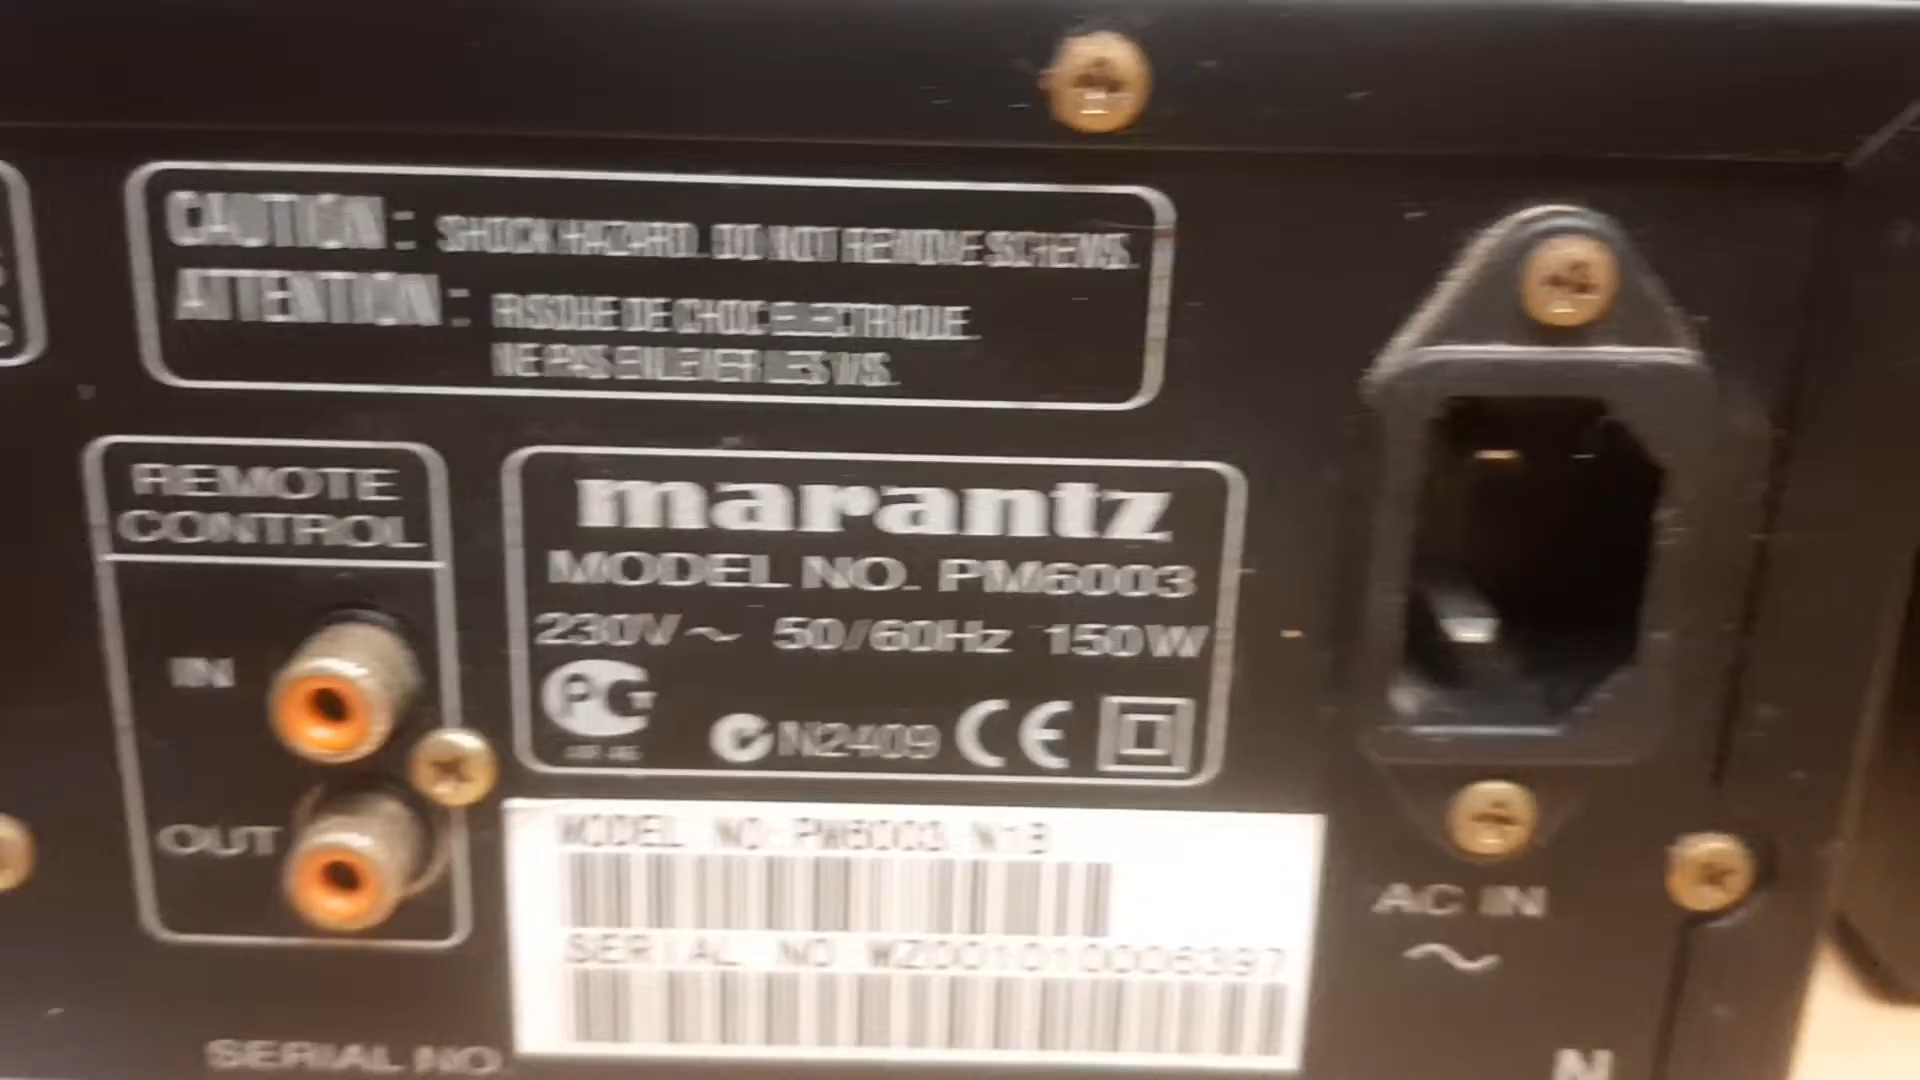 CAUTION: SHOCK HAZARD. DO NOT REMOVE SCREWS.
ATTENTION: RISQUE DE CHOC ELECTRIQUE.
NE PAS ENLEVER LES VIS.
REMOTE
CONTROL
IN
OUT
marantz
MODEL NO. PM6003
230V~ 50/60Hz 150W
PG
N2409 CE
MODEL NO PM6003 N1B
SERIAL NO WZ001010006397
SERIAL NO.
AC IN
~
N